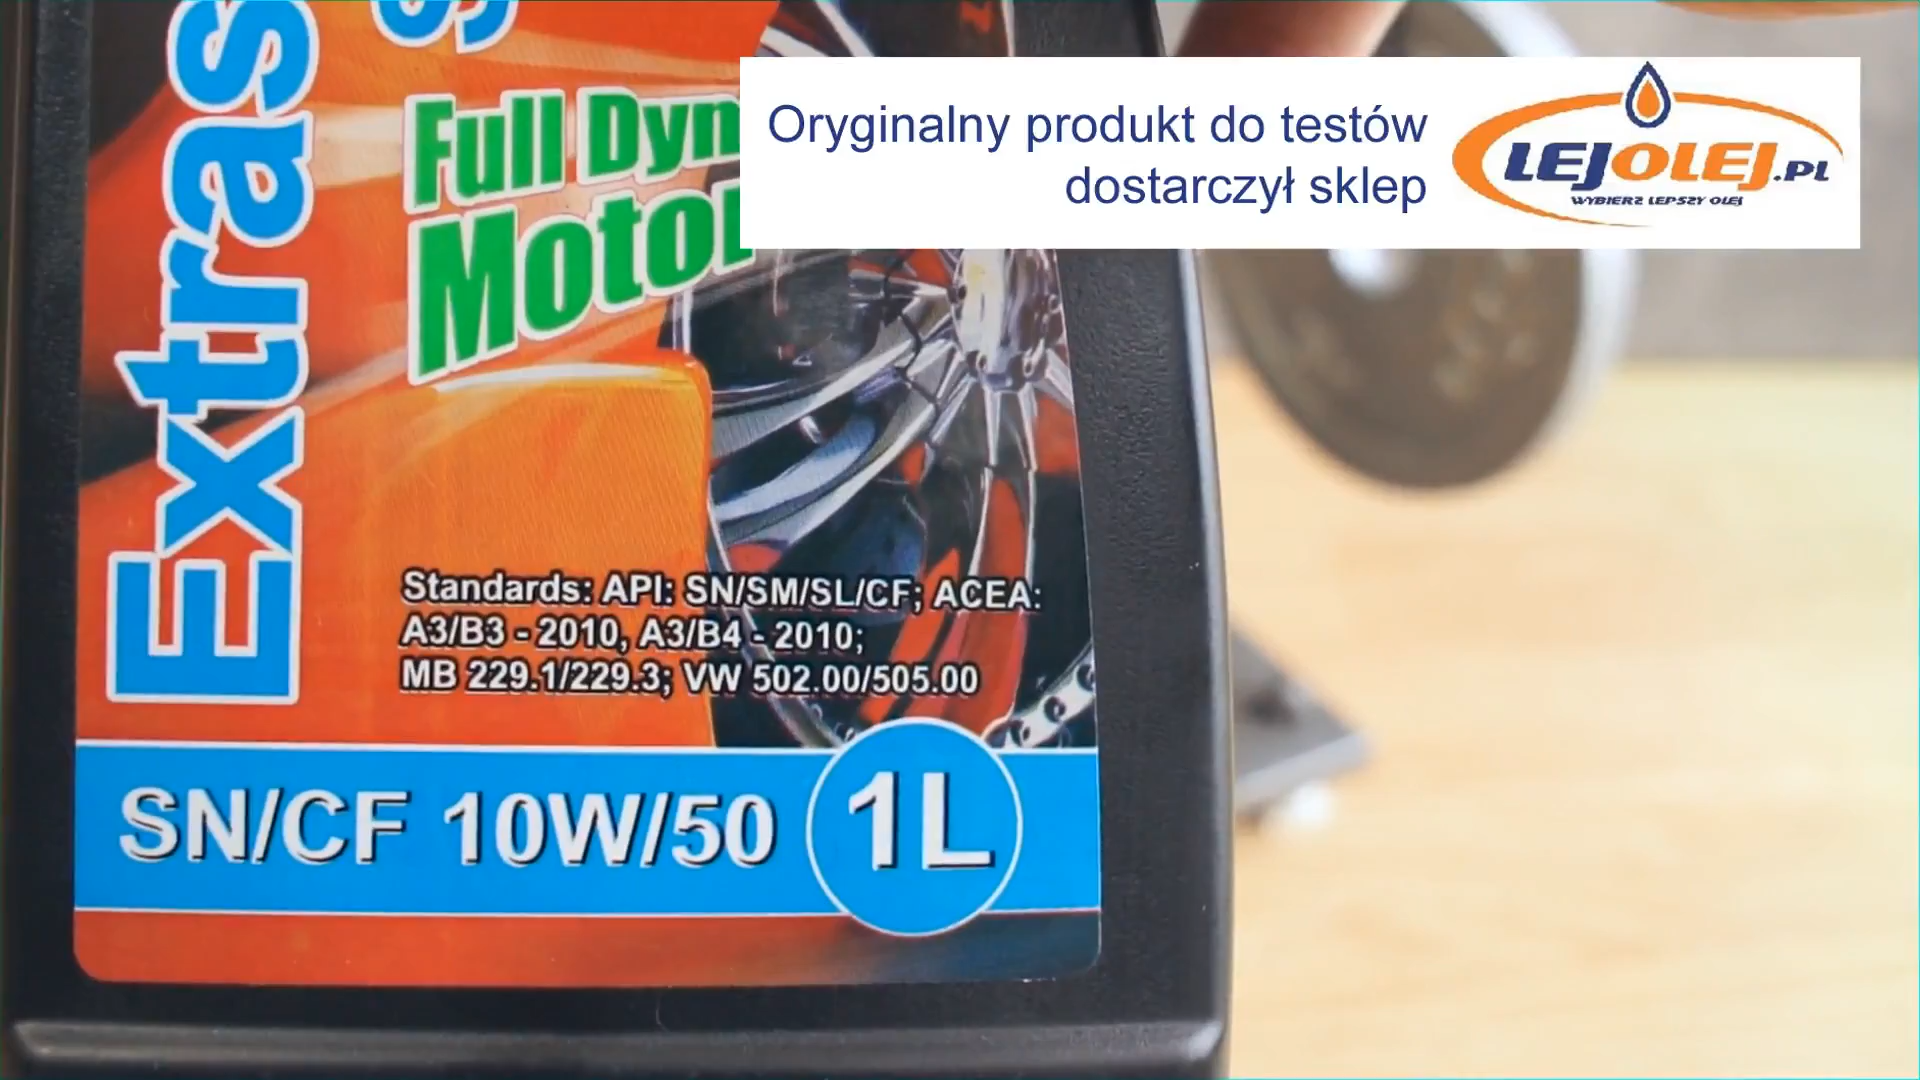 Oryginalny produkt do testów
dostarczył sklep
LEJOLEJ.PL
WYBIERZ LEPSZY OLEJ
Extras
Full Dyn
Motor
Standards: API: SN/SM/SL/CF; ACEA:
A3/B3 - 2010, A3/B4 - 2010;
MB 229.1/229.3; VW 502.00/505.00
SN/CF 10W/50
1L